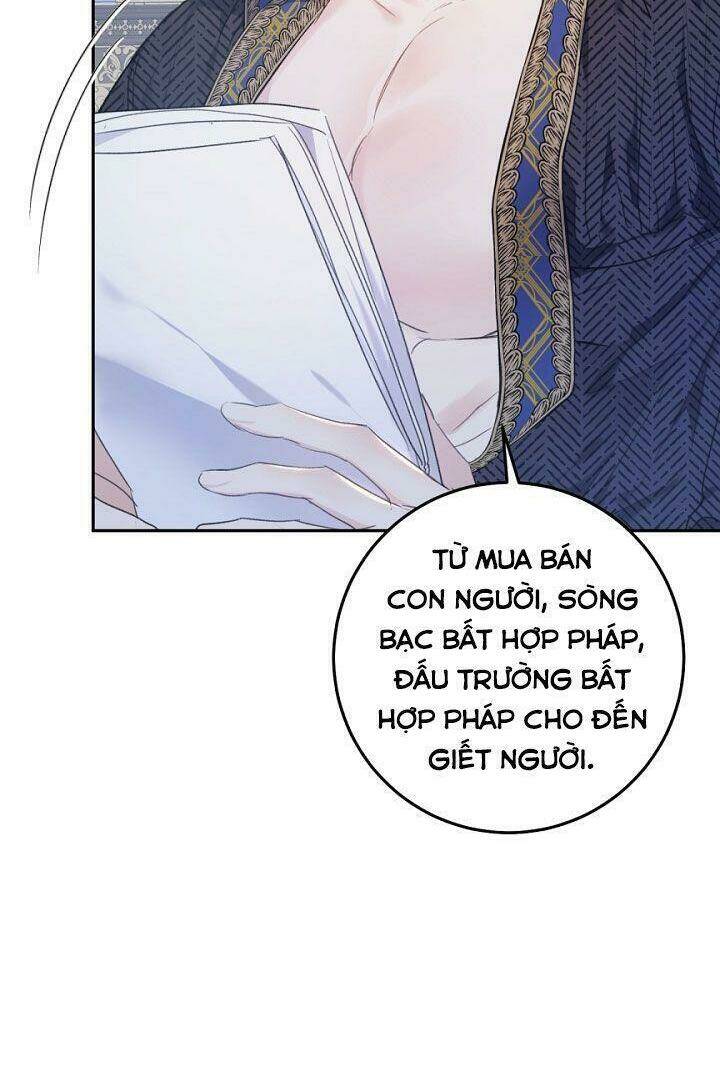 TỪ MUA BÁN
CON NGƯỜI, SÒNG
BẠC BẤT HỢP PHÁP,
ĐẤU TRƯỜNG BẤT
HỢP PHÁP CHO ĐẾN
GIẾT NGƯỜI.